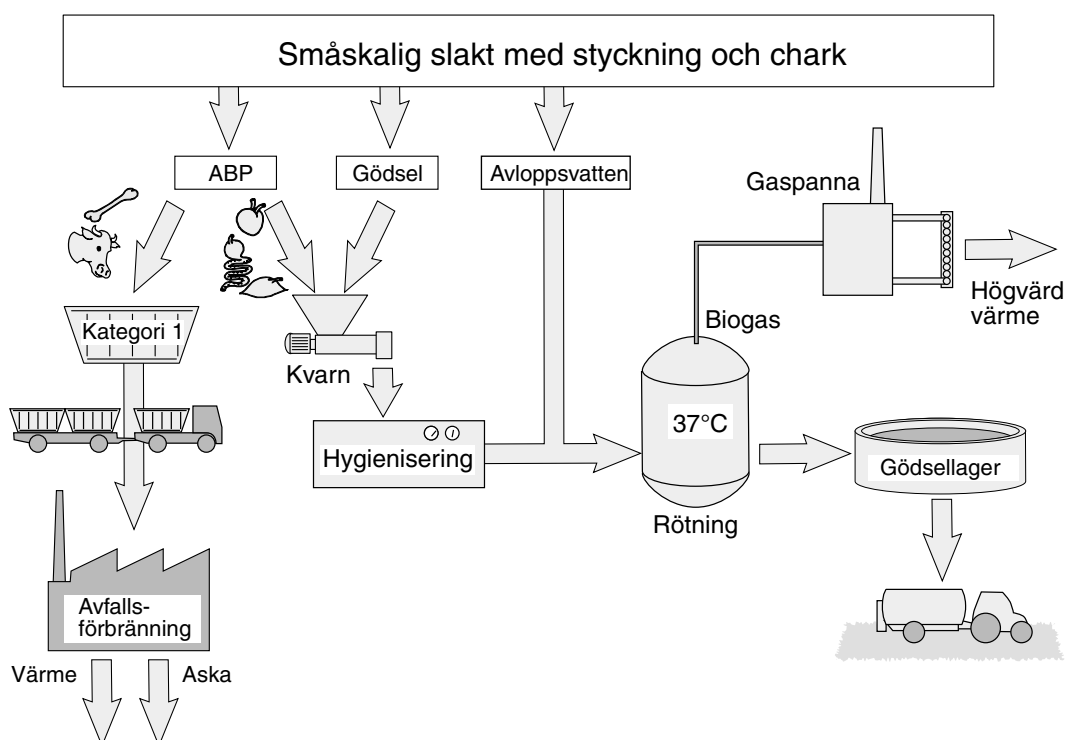 Småskalig slakt med styckning och chark
ABP
Gödsel
Avloppsvatten
Gaspanna
Högvärd
värme
Kategori 1
Kvarn
Biogas
37°C
Hygienisering
Gödsellager
Rötning
Avfalls-
förbränning
Värme
Aska